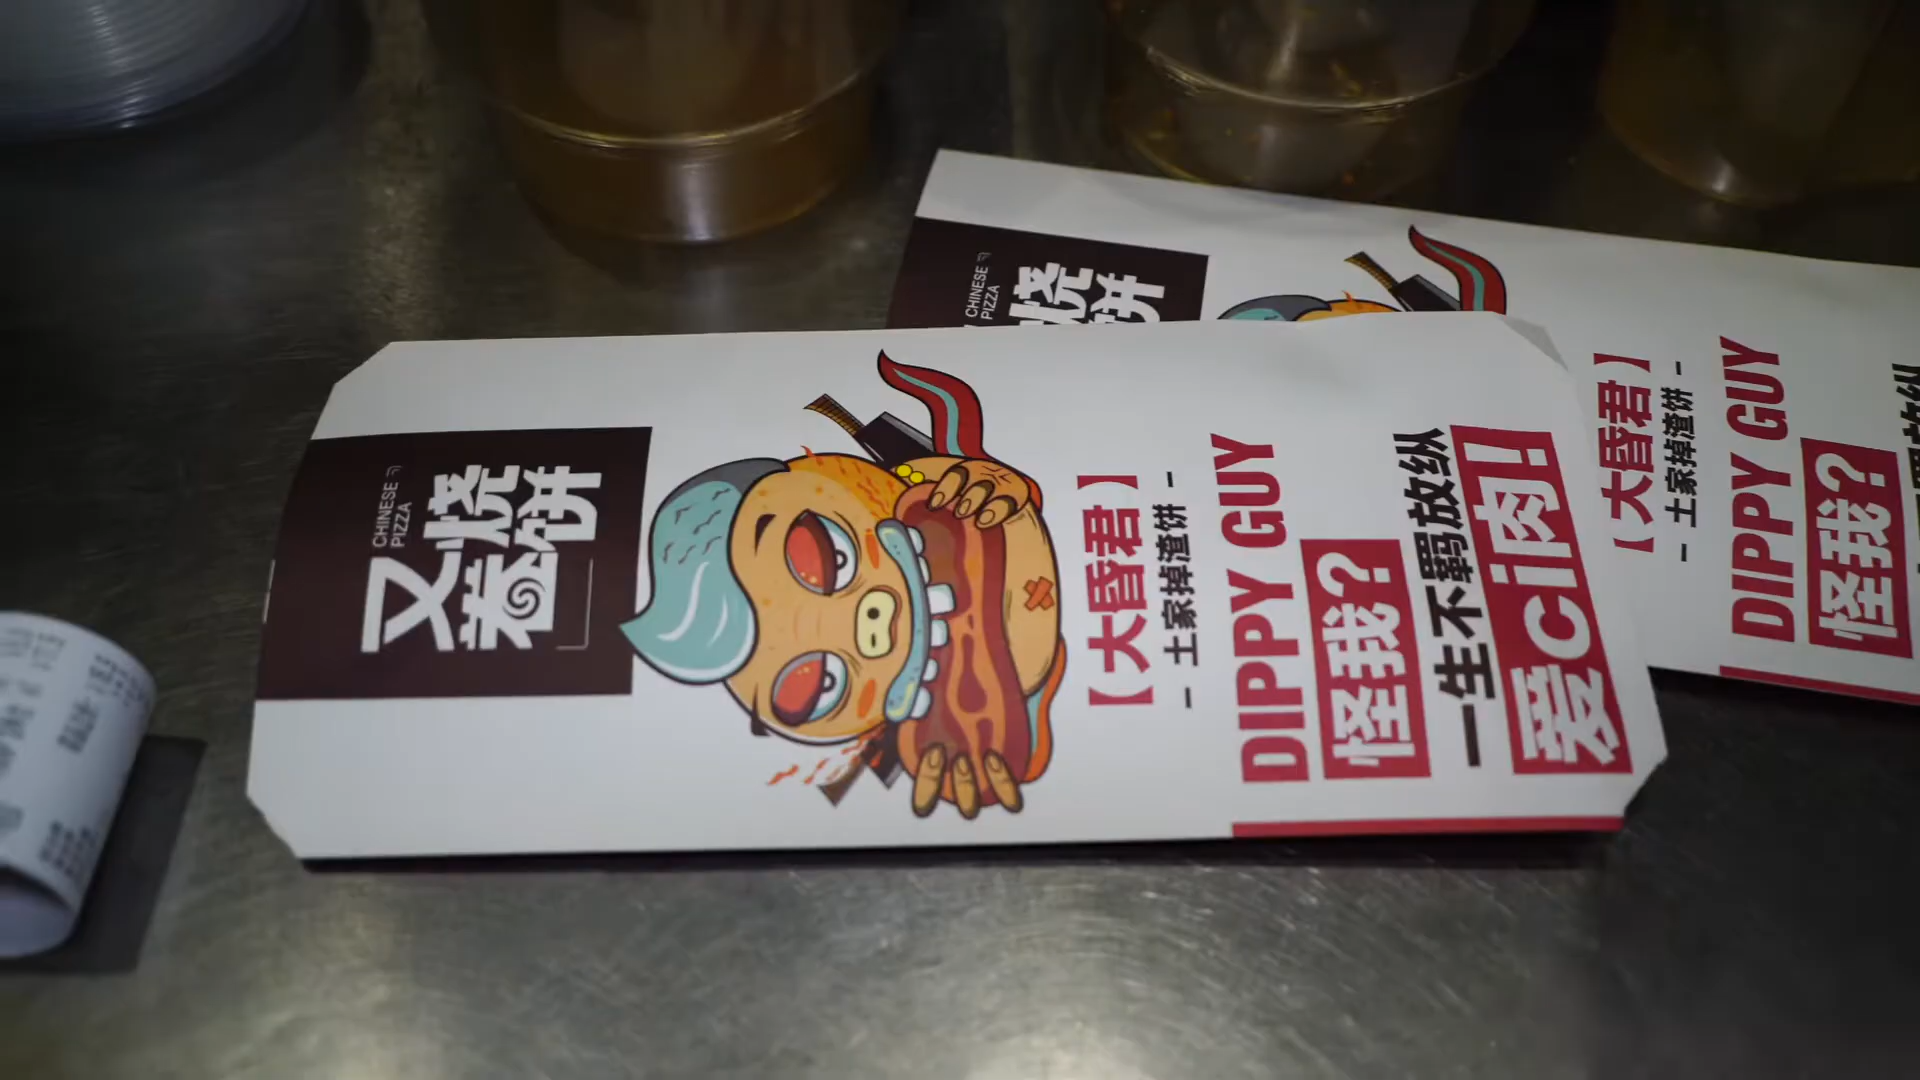 CHINESE
PIZZA
又烧
卷饼
【大昏君】
- 土家掉渣饼 -
DIPPY GUY
怪我?
一生不羁放纵
爱ci肉!
CHINESE
PIZZA
烧
饼
【大昏君】
- 土家掉渣饼 -
DIPPY GUY
怪我?